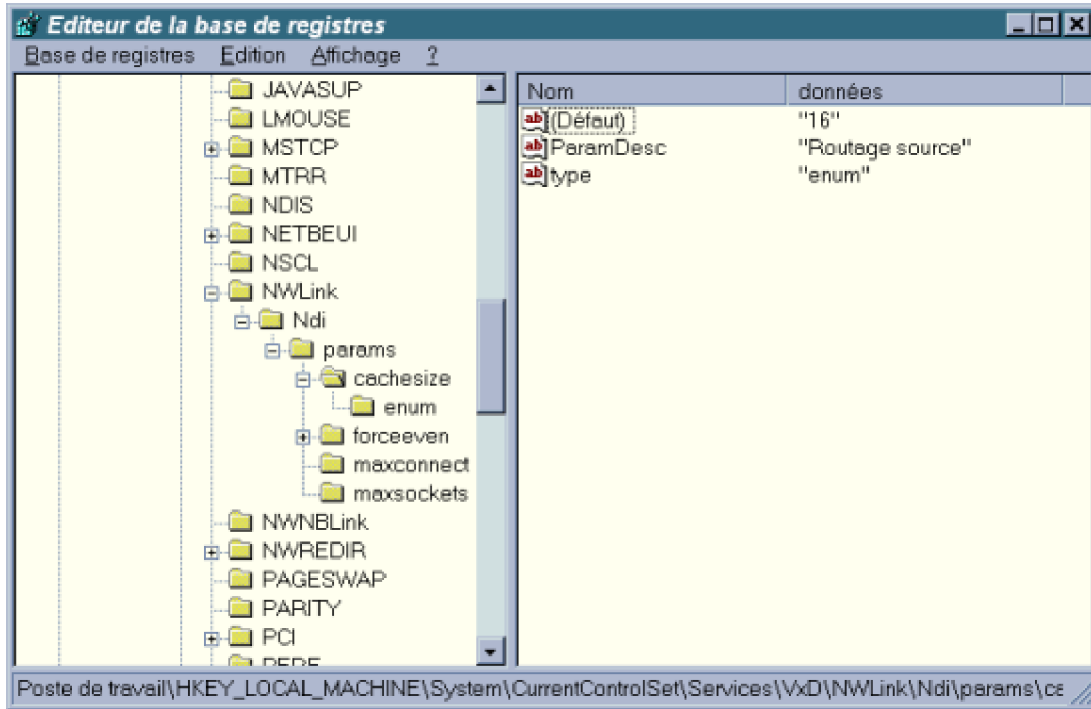 Editeur de la base de registres
Base de registres Edition Affichage ?
JAVASUP
LMOUSE
MSTCP
MTRR
NDIS
NETBEUI
NSCL
NWLink
Ndi
params
cachesize
enum
forceeven
maxconnect
maxsockets
NWNBLink
NWREDIR
PAGESWAP
PARITY
PCI
Nom données
(Défaut) "16"
ParamDesc "Routage source"
type "enum"
Poste de travail\HKEY_LOCAL_MACHINE\System\CurrentControlSet\Services\VxD\NWLink\Ndi\params\ce